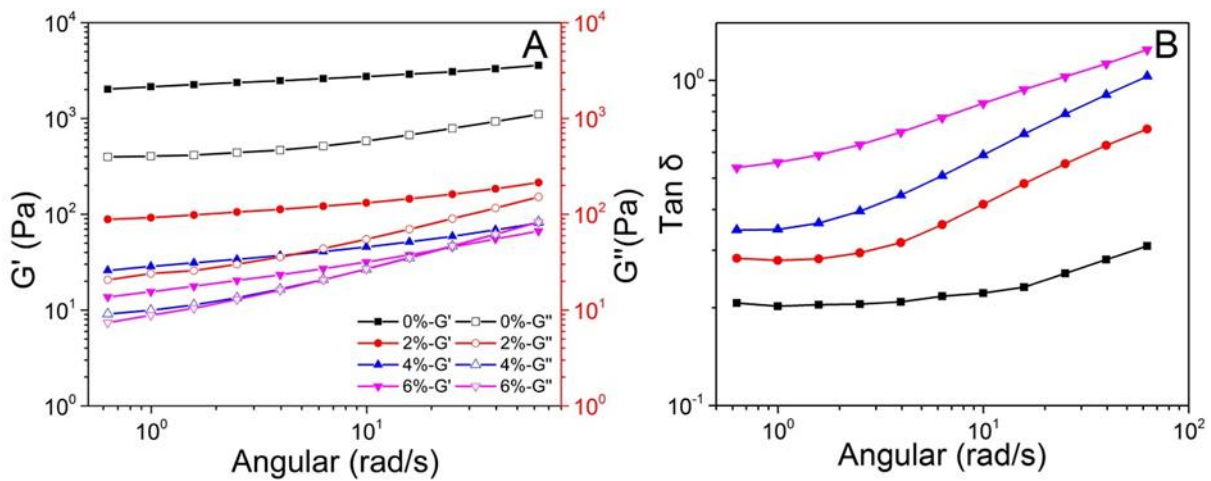 A
B
G' (Pa)
10⁴
10³
10²
10¹
10⁰
10⁴
10³
10²
10¹
10⁰
G"(Pa)
0%-G' 0%-G"
2%-G' 2%-G"
4%-G' 4%-G"
6%-G' 6%-G"
10⁰ 10¹
Angular (rad/s)
Tan δ
10⁰
10⁻¹
10⁰ 10¹ 10²
Angular (rad/s)